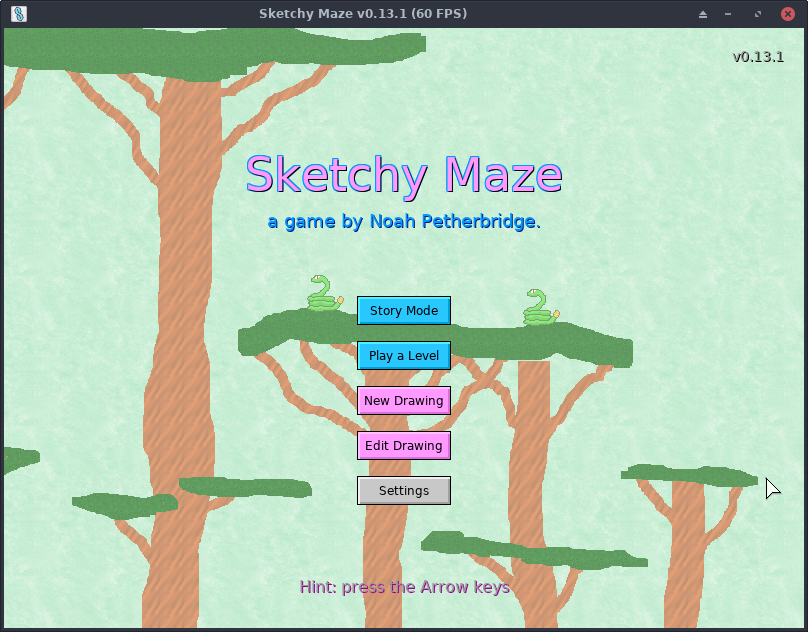 Sketchy Maze v0.13.1 (60 FPS)
v0.13.1
Sketchy Maze
a game by Noah Petherbridge.
Story Mode
Play a Level
New Drawing
Edit Drawing
Settings
Hint: press the Arrow keys